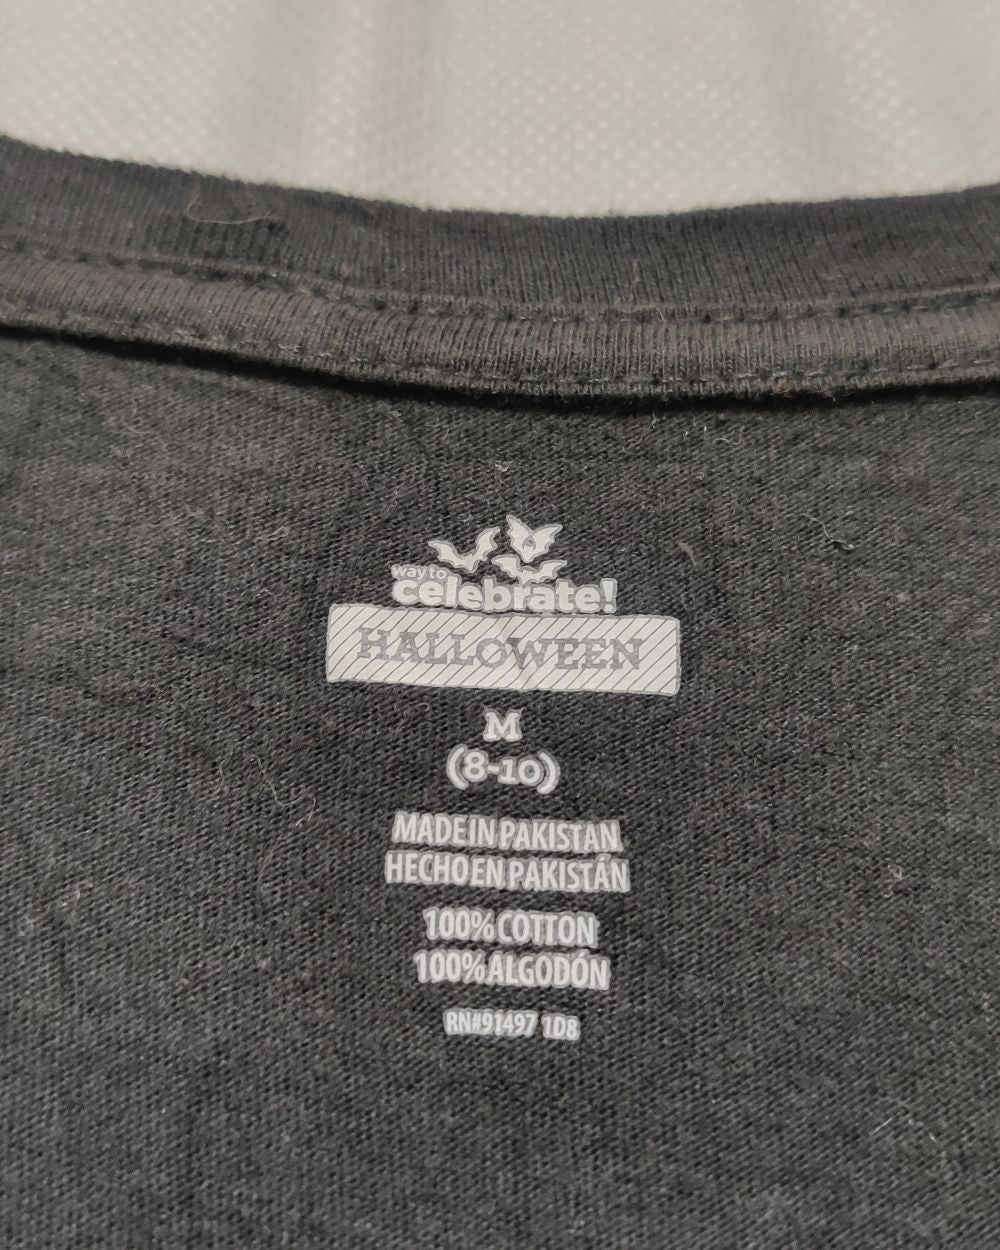 way to
celebrate!
HALLOWEEN
M
(8-10)
MADE IN PAKISTAN
HECHO EN PAKISTÁN
100% COTTON
100% ALGODÓN
RN#91497 1D8